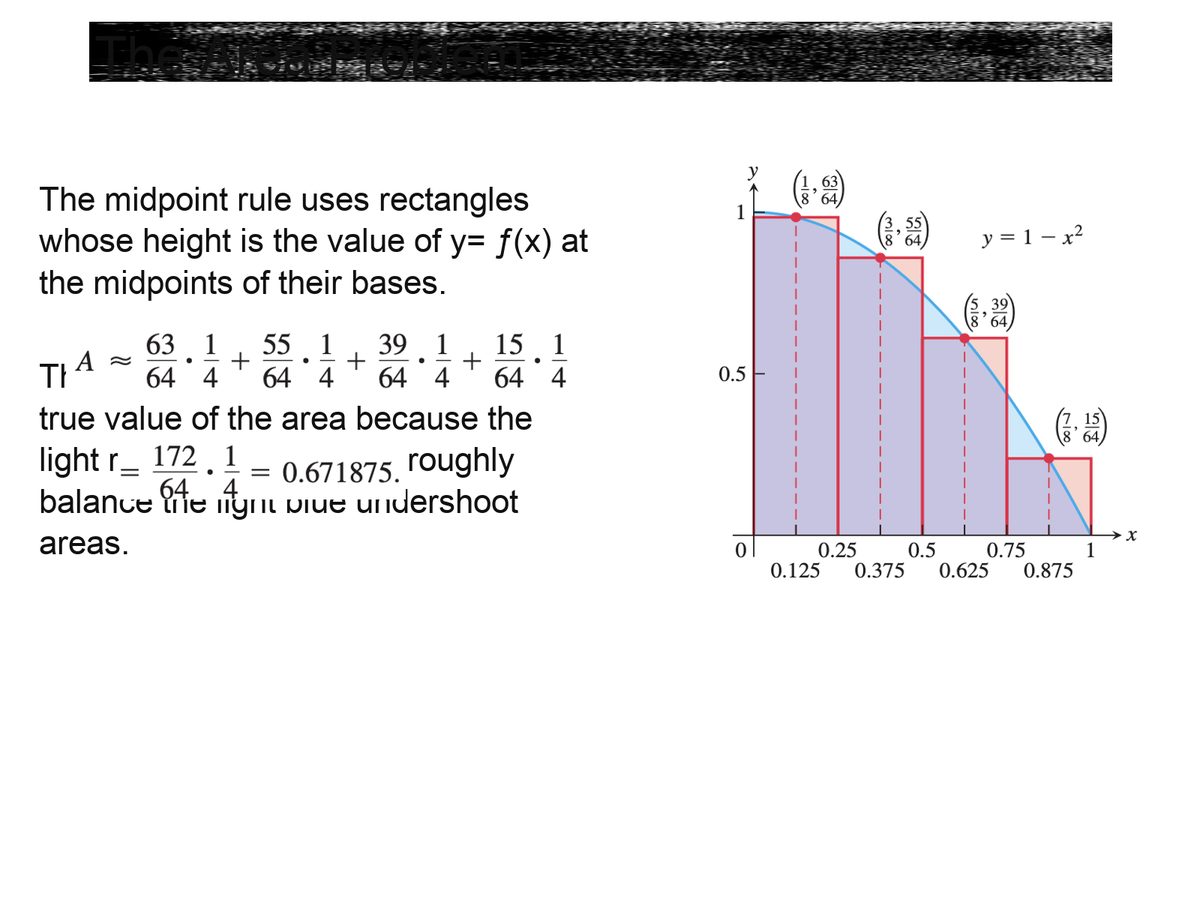 The Area Problem
The midpoint rule uses rectangles
whose height is the value of y= ƒ(x) at
the midpoints of their bases.
A ≈ 63/64 · 1/4 + 55/64 · 1/4 + 39/64 · 1/4 + 15/64 · 1/4
true value of the area because the
light r
= 172/64 · 1/4 = 0.671875.
roughly
balance the light blue undershoot
areas.
y
(1/8, 63/64)
1
(3/8, 55/64)
y = 1 − x²
(5/8, 39/64)
0.5
(7/8, 15/64)
x
0 0.25 0.5 0.75 1
0.125 0.375 0.625 0.875